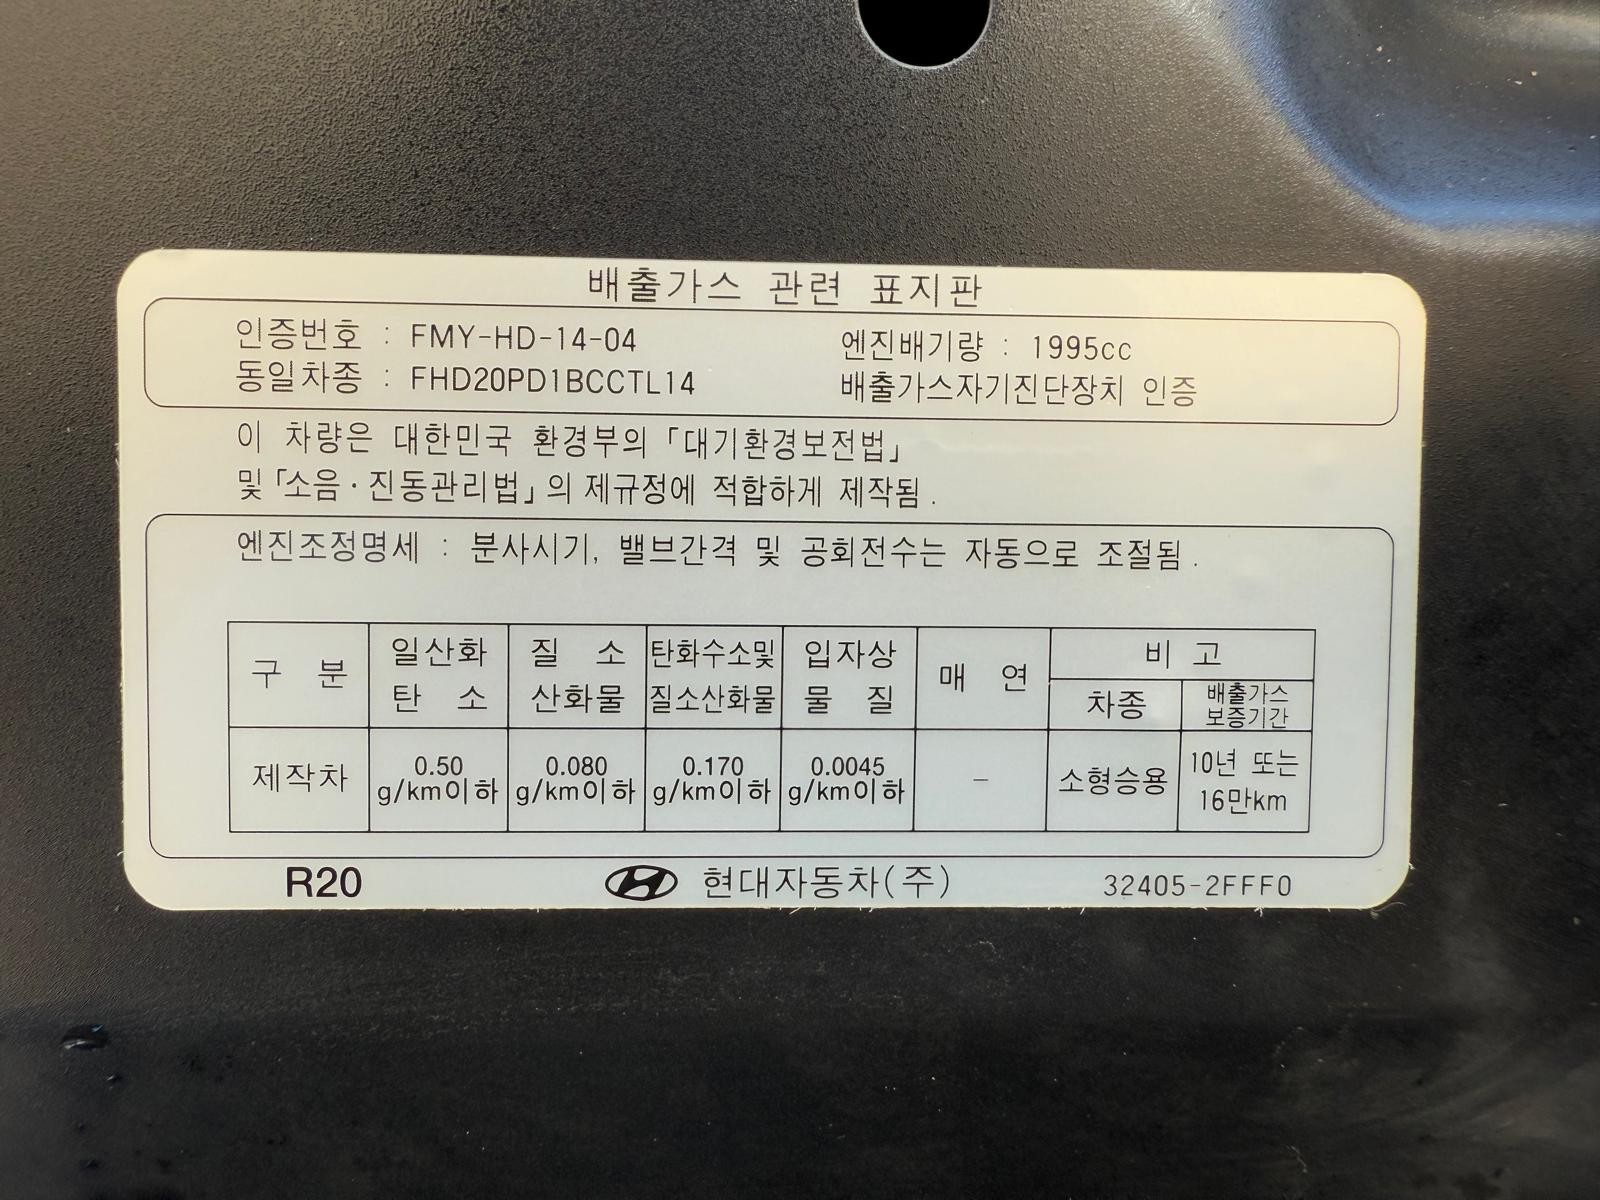 배출가스 관련 표지판
인증번호 : FMY-HD-14-04 엔진배기량 : 1995cc
동일차종 : FHD20PD1BCCTL14 배출가스자기진단장치 인증
이 차량은 대한민국 환경부의 「대기환경보전법」
및 「소음·진동관리법」의 제규정에 적합하게 제작됨.
엔진조정명세 : 분사시기, 밸브간격 및 공회전수는 자동으로 조절됨.
구 분 일산화 탄 소 질 소 산화물 탄화수소및 질소산화물 입자상 물 질 매 연 비 고
차종 배출가스 보증기간
제작차 0.50 g/km이하 0.080 g/km이하 0.170 g/km이하 0.0045 g/km이하 - 소형승용 10년 또는 16만km
R20 현대자동차(주) 32405-2FFF0